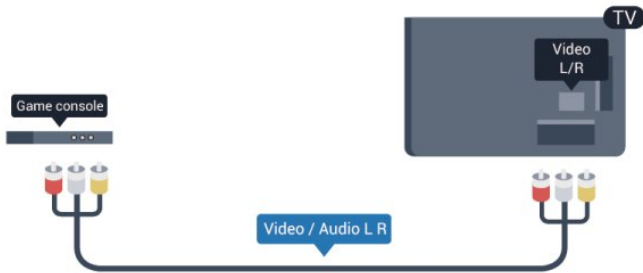 TV
Video
L/R
Game console
Video / Audio L R